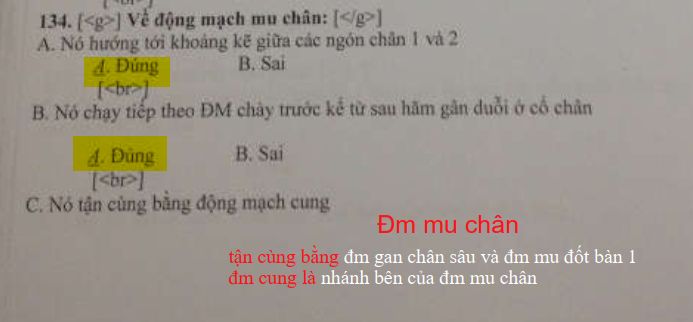 134. [<g>] Về động mạch mu chân: [</g>]
A. Nó hướng tới khoảng kẽ giữa các ngón chân 1 và 2
A. Đúng B. Sai
[<br>]
B. Nó chạy tiếp theo ĐM chày trước kể từ sau hãm gân duỗi ở cổ chân
A. Đúng B. Sai
[<br>]
C. Nó tận cùng bằng động mạch cung
Đm mu chân
tận cùng bằng đm gan chân sâu và đm mu đốt bàn 1
đm cung là nhánh bên của đm mu chân